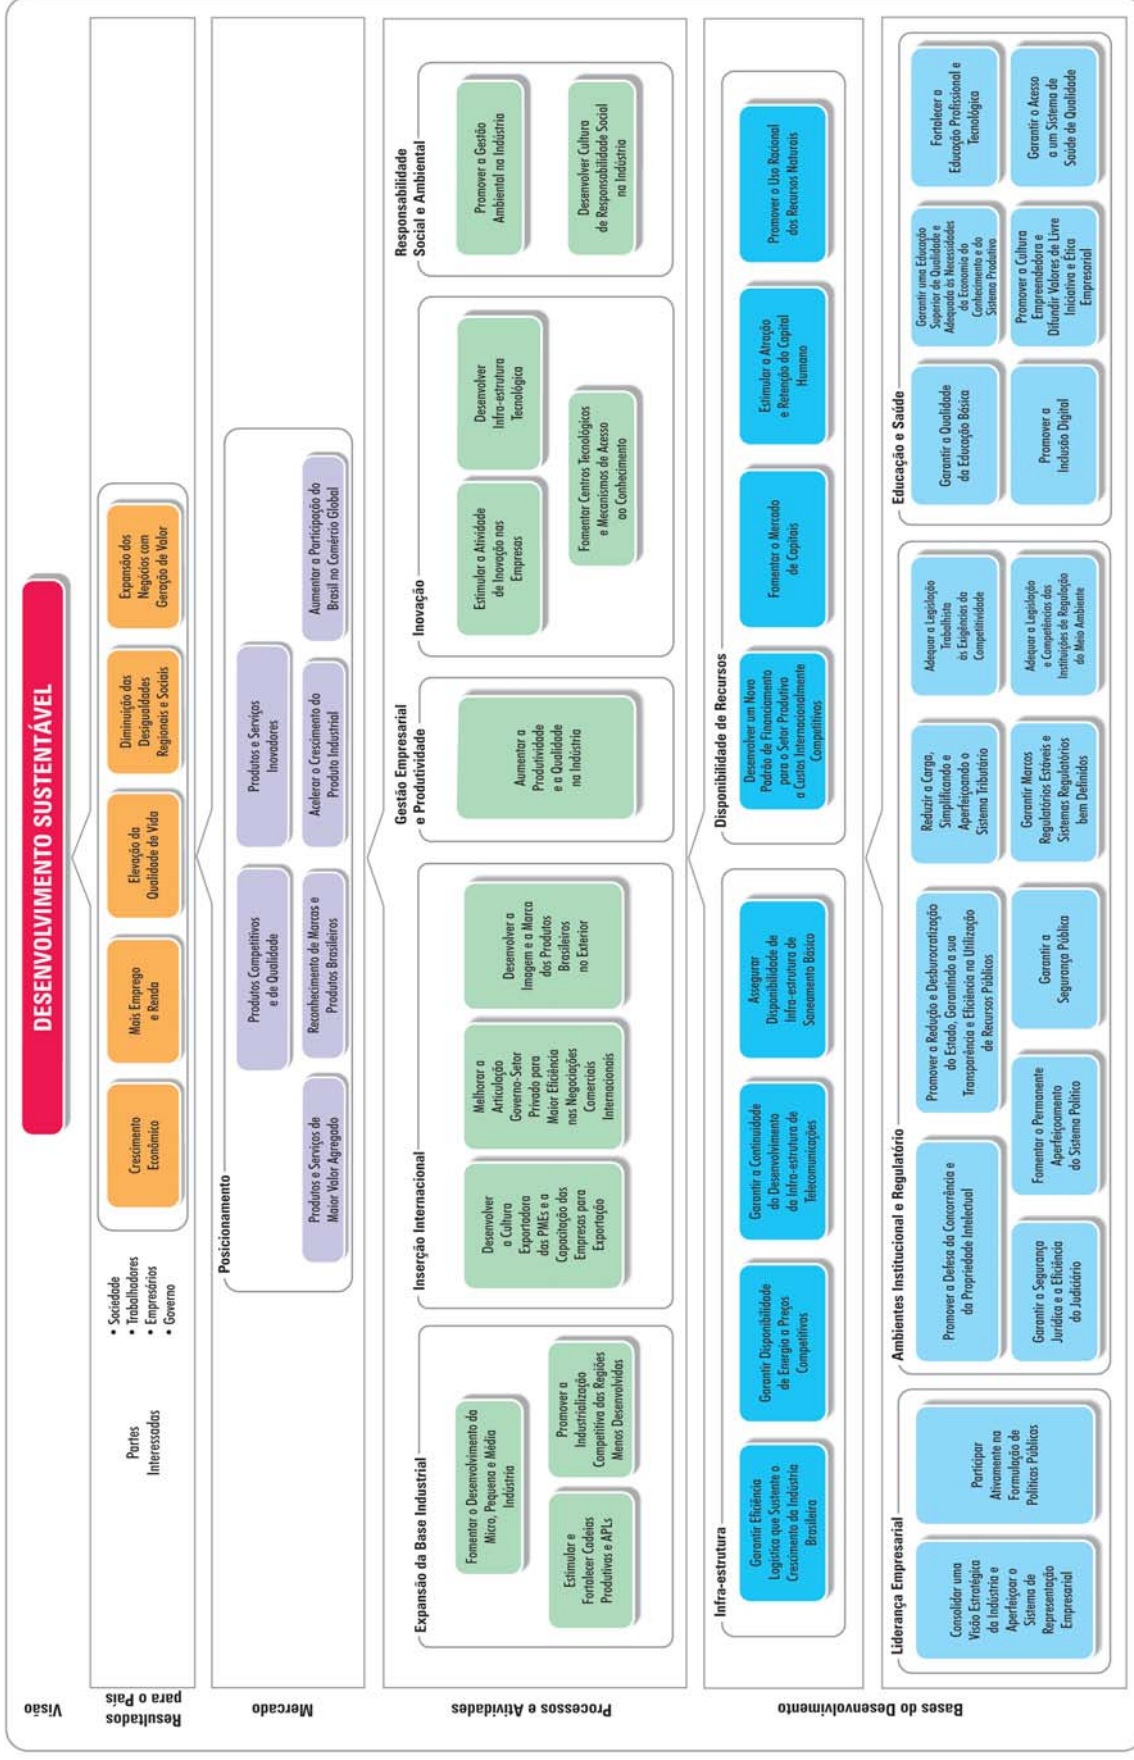 Visão
DESENVOLVIMENTO SUSTENTÁVEL
Resultados
para o País
Partes
Interessadas
• Sociedade
• Trabalhadores
• Empresários
• Governo
Crescimento
Econômico
Mais Emprego
e Renda
Elevação da
Qualidade de Vida
Diminuição das
Desigualdades
Regionais e Sociais
Expansão dos
Negócios com
Geração de Valor
Mercado
Posicionamento
Produtos Competitivos
e de Qualidade
Produtos e Serviços
Inovadores
Produtos e Serviços de
Maior Valor Agregado
Reconhecimento de Marcas e
Produtos Brasileiros
Acelerar o Crescimento do
Produto Industrial
Aumentar a Participação do
Brasil no Comércio Global
Processos e Atividades
Expansão da Base Industrial
Fomentar o Desenvolvimento da
Micro, Pequena e Média
Indústria
Estimular e
Fortalecer Cadeias
Produtivas e APLs
Promover a
Industrialização
Competitiva das Regiões
Menos Desenvolvidas
Inserção Internacional
Desenvolver
a Cultura
Exportadora
das PMEs e a
Capacitação das
Empresas para
Exportação
Melhorar a
Articulação
Governo-Setor
Privado para
Maior Eficiência
nas Negociações
Comerciais
Internacionais
Desenvolver a
Imagem e a Marca
dos Produtos
Brasileiros
no Exterior
Gestão Empresarial
e Produtividade
Aumentar a
Produtividade
e a Qualidade
na Indústria
Inovação
Estimular a Atividade
de Inovação nas
Empresas
Desenvolver
Infra-estrutura
Tecnológica
Fomentar Centros Tecnológicos
e Mecanismos de Acesso
ao Conhecimento
Responsabilidade
Social e Ambiental
Promover a Gestão
Ambiental na Indústria
Desenvolver Cultura
de Responsabilidade Social
na Indústria
Bases do Desenvolvimento
Infra-estrutura
Garantir Eficiência
Logística que Sustente o
Crescimento da Indústria
Brasileira
Garantir Disponibilidade
de Energia a Preços
Competitivos
Garantir a Continuidade
do Desenvolvimento
da Infra-estrutura de
Telecomunicações
Assegurar
Disponibilidade de
Infra-estrutura de
Saneamento Básico
Disponibilidade de Recursos
Desenvolver um Novo
Padrão de Financiamento
para o Setor Produtivo
a Custos Internacionalmente
Competitivos
Fomentar o Mercado
de Capitais
Estimular a Atração
e Retenção do Capital
Humano
Promover o Uso Racional
dos Recursos Naturais
Liderança Empresarial
Consolidar uma
Visão Estratégica
da Indústria e
Aperfeiçoar o
Sistema de
Representação
Empresarial
Participar
Ativamente na
Formulação de
Políticas Públicas
Ambientes Institucional e Regulatório
Promover a Defesa da Concorrência e
da Propriedade Intelectual
Promover a Redução e Desburocratização
do Estado, Garantindo a sua
Transparência e Eficiência na Utilização
de Recursos Públicos
Reduzir a Carga,
Simplificando e
Aperfeiçoando o
Sistema Tributário
Adequar a Legislação
Trabalhista
às Exigências da
Competitividade
Garantir a Segurança
Jurídica e a Eficiência
do Judiciário
Fomentar o Permanente
Aperfeiçoamento
do Sistema Político
Garantir a
Segurança Pública
Garantir Marcos
Regulatórios Estáveis e
Sistemas Regulatórios
bem Definidos
Adequar a Legislação
e Competências das
Instituições de Regulação
do Meio Ambiente
Educação e Saúde
Garantir a Qualidade
da Educação Básica
Garantir uma Educação
Superior de Qualidade e
Adequada às Necessidades
da Economia do
Conhecimento e do
Sistema Produtivo
Fortalecer a
Educação Profissional e
Tecnológica
Promover a
Inclusão Digital
Promover a Cultura
Empreendedora e
Difundir Valores de Livre
Iniciativa e Ética
Empresarial
Garantir o Acesso
a um Sistema de
Saúde de Qualidade